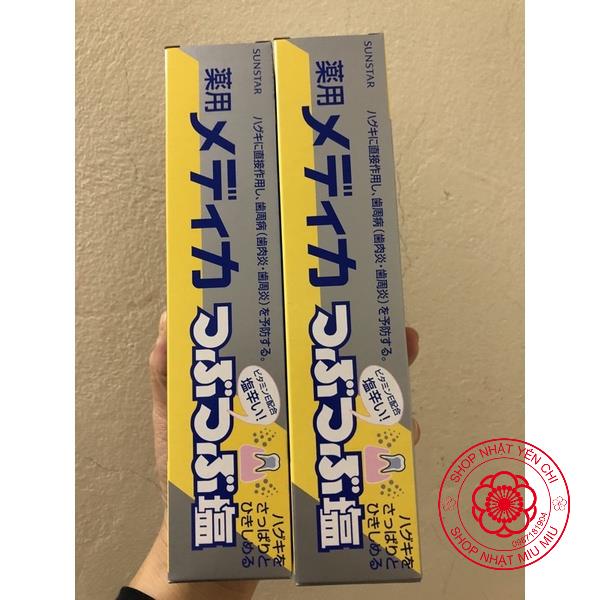 SUNSTAR
ハグキに直接作用し、歯周病(歯肉炎・歯周炎)を予防する。
薬用
メディカ
つぶつぶ塩
ビタミンE配合
塩辛い!
ハグキを
さっぱりと
ひきしめる
SUNSTAR
ハグキに直接作用し、歯周病(歯肉炎・歯周炎)を予防する。
薬用
メディカ
つぶつぶ塩
ビタミンE配合
塩辛い!
ハグキを
さっぱりと
ひきしめる
SHOP NHẬT YẾN CHI
0987181904
SHOP NHẬT MIU MIU